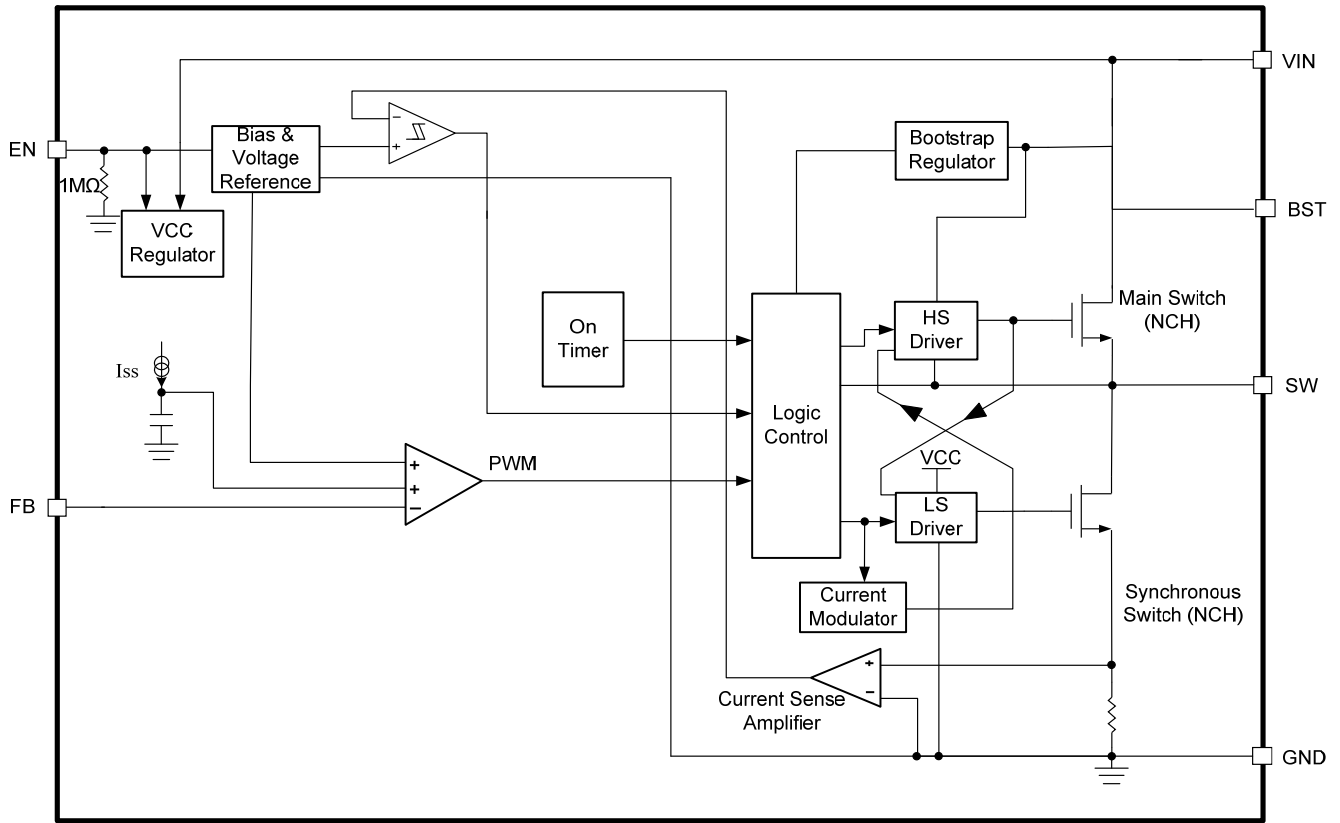 VIN
EN
1MΩ
Bias &
Voltage
Reference
−
+
Bootstrap
Regulator
BST
VCC
Regulator
Main Switch
(NCH)
On
Timer
HS
Driver
Iss
SW
Logic
Control
VCC
PWM
+
+
−
FB
LS
Driver
Current
Modulator
Synchronous
Switch (NCH)
+
−
Current Sense
Amplifier
GND